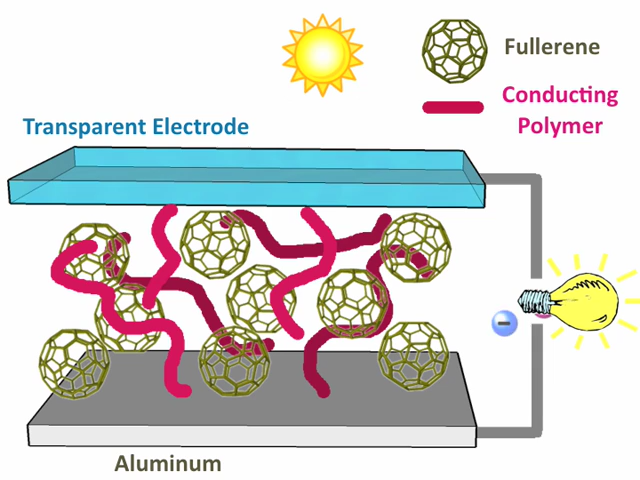 Fullerene
Conducting
Polymer
Transparent Electrode
-
Aluminum